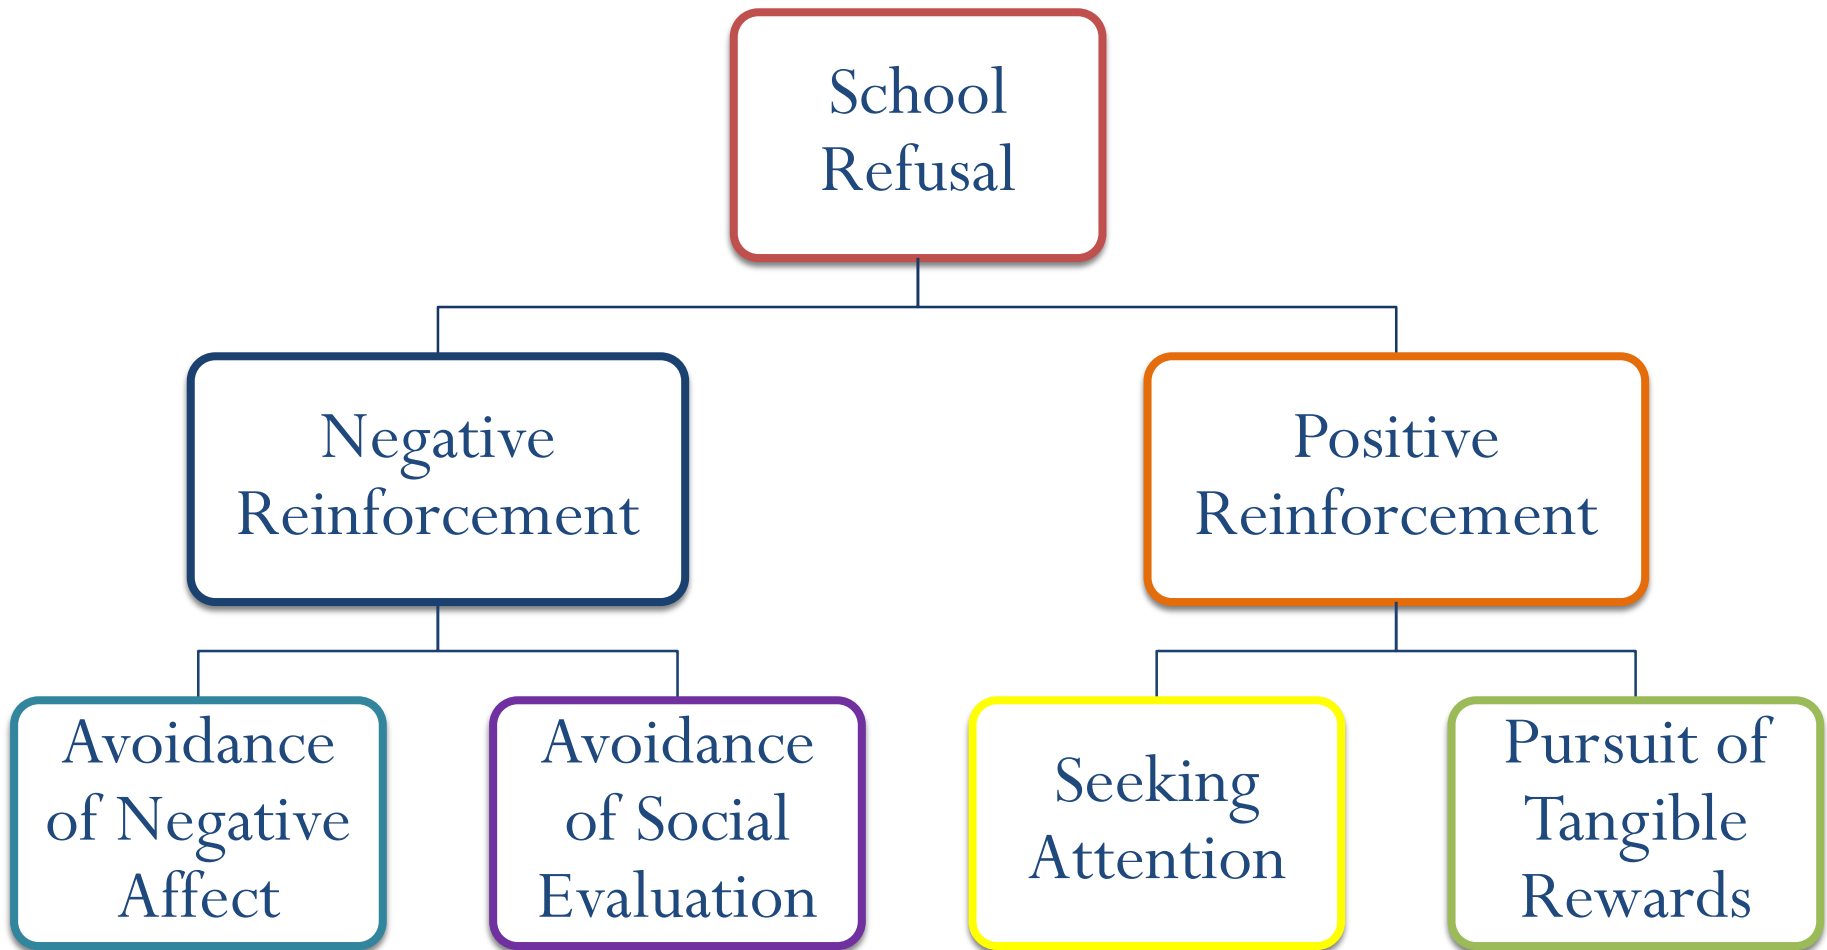 School
Refusal
Negative
Reinforcement
Positive
Reinforcement
Avoidance
of Negative
Affect
Avoidance
of Social
Evaluation
Seeking
Attention
Pursuit of
Tangible
Rewards